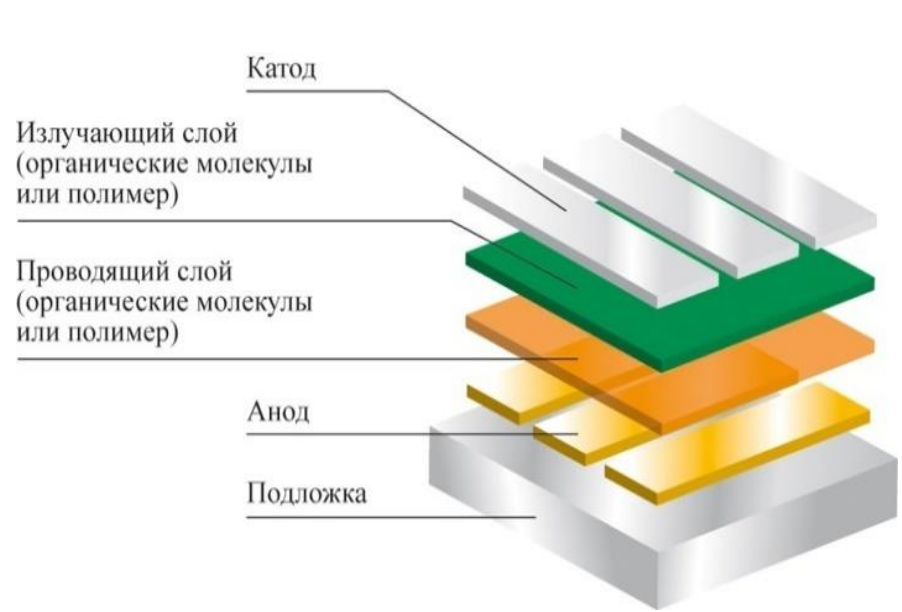 Катод
Излучающий слой
(органические молекулы
или полимер)
Проводящий слой
(органические молекулы
или полимер)
Анод
Подложка